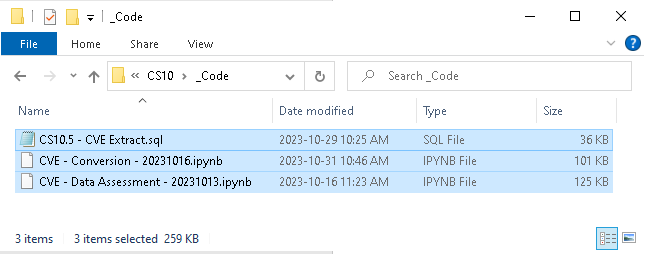 _Code
File Home Share View
CS10 _Code Search _Code
Name Date modified Type Size
CS10.5 - CVE Extract.sql 2023-10-29 10:25 AM SQL File 36 KB
CVE - Conversion - 20231016.ipynb 2023-10-31 10:46 AM IPYNB File 101 KB
CVE - Data Assessment - 20231013.ipynb 2023-10-16 11:23 AM IPYNB File 125 KB
3 items 3 items selected 259 KB